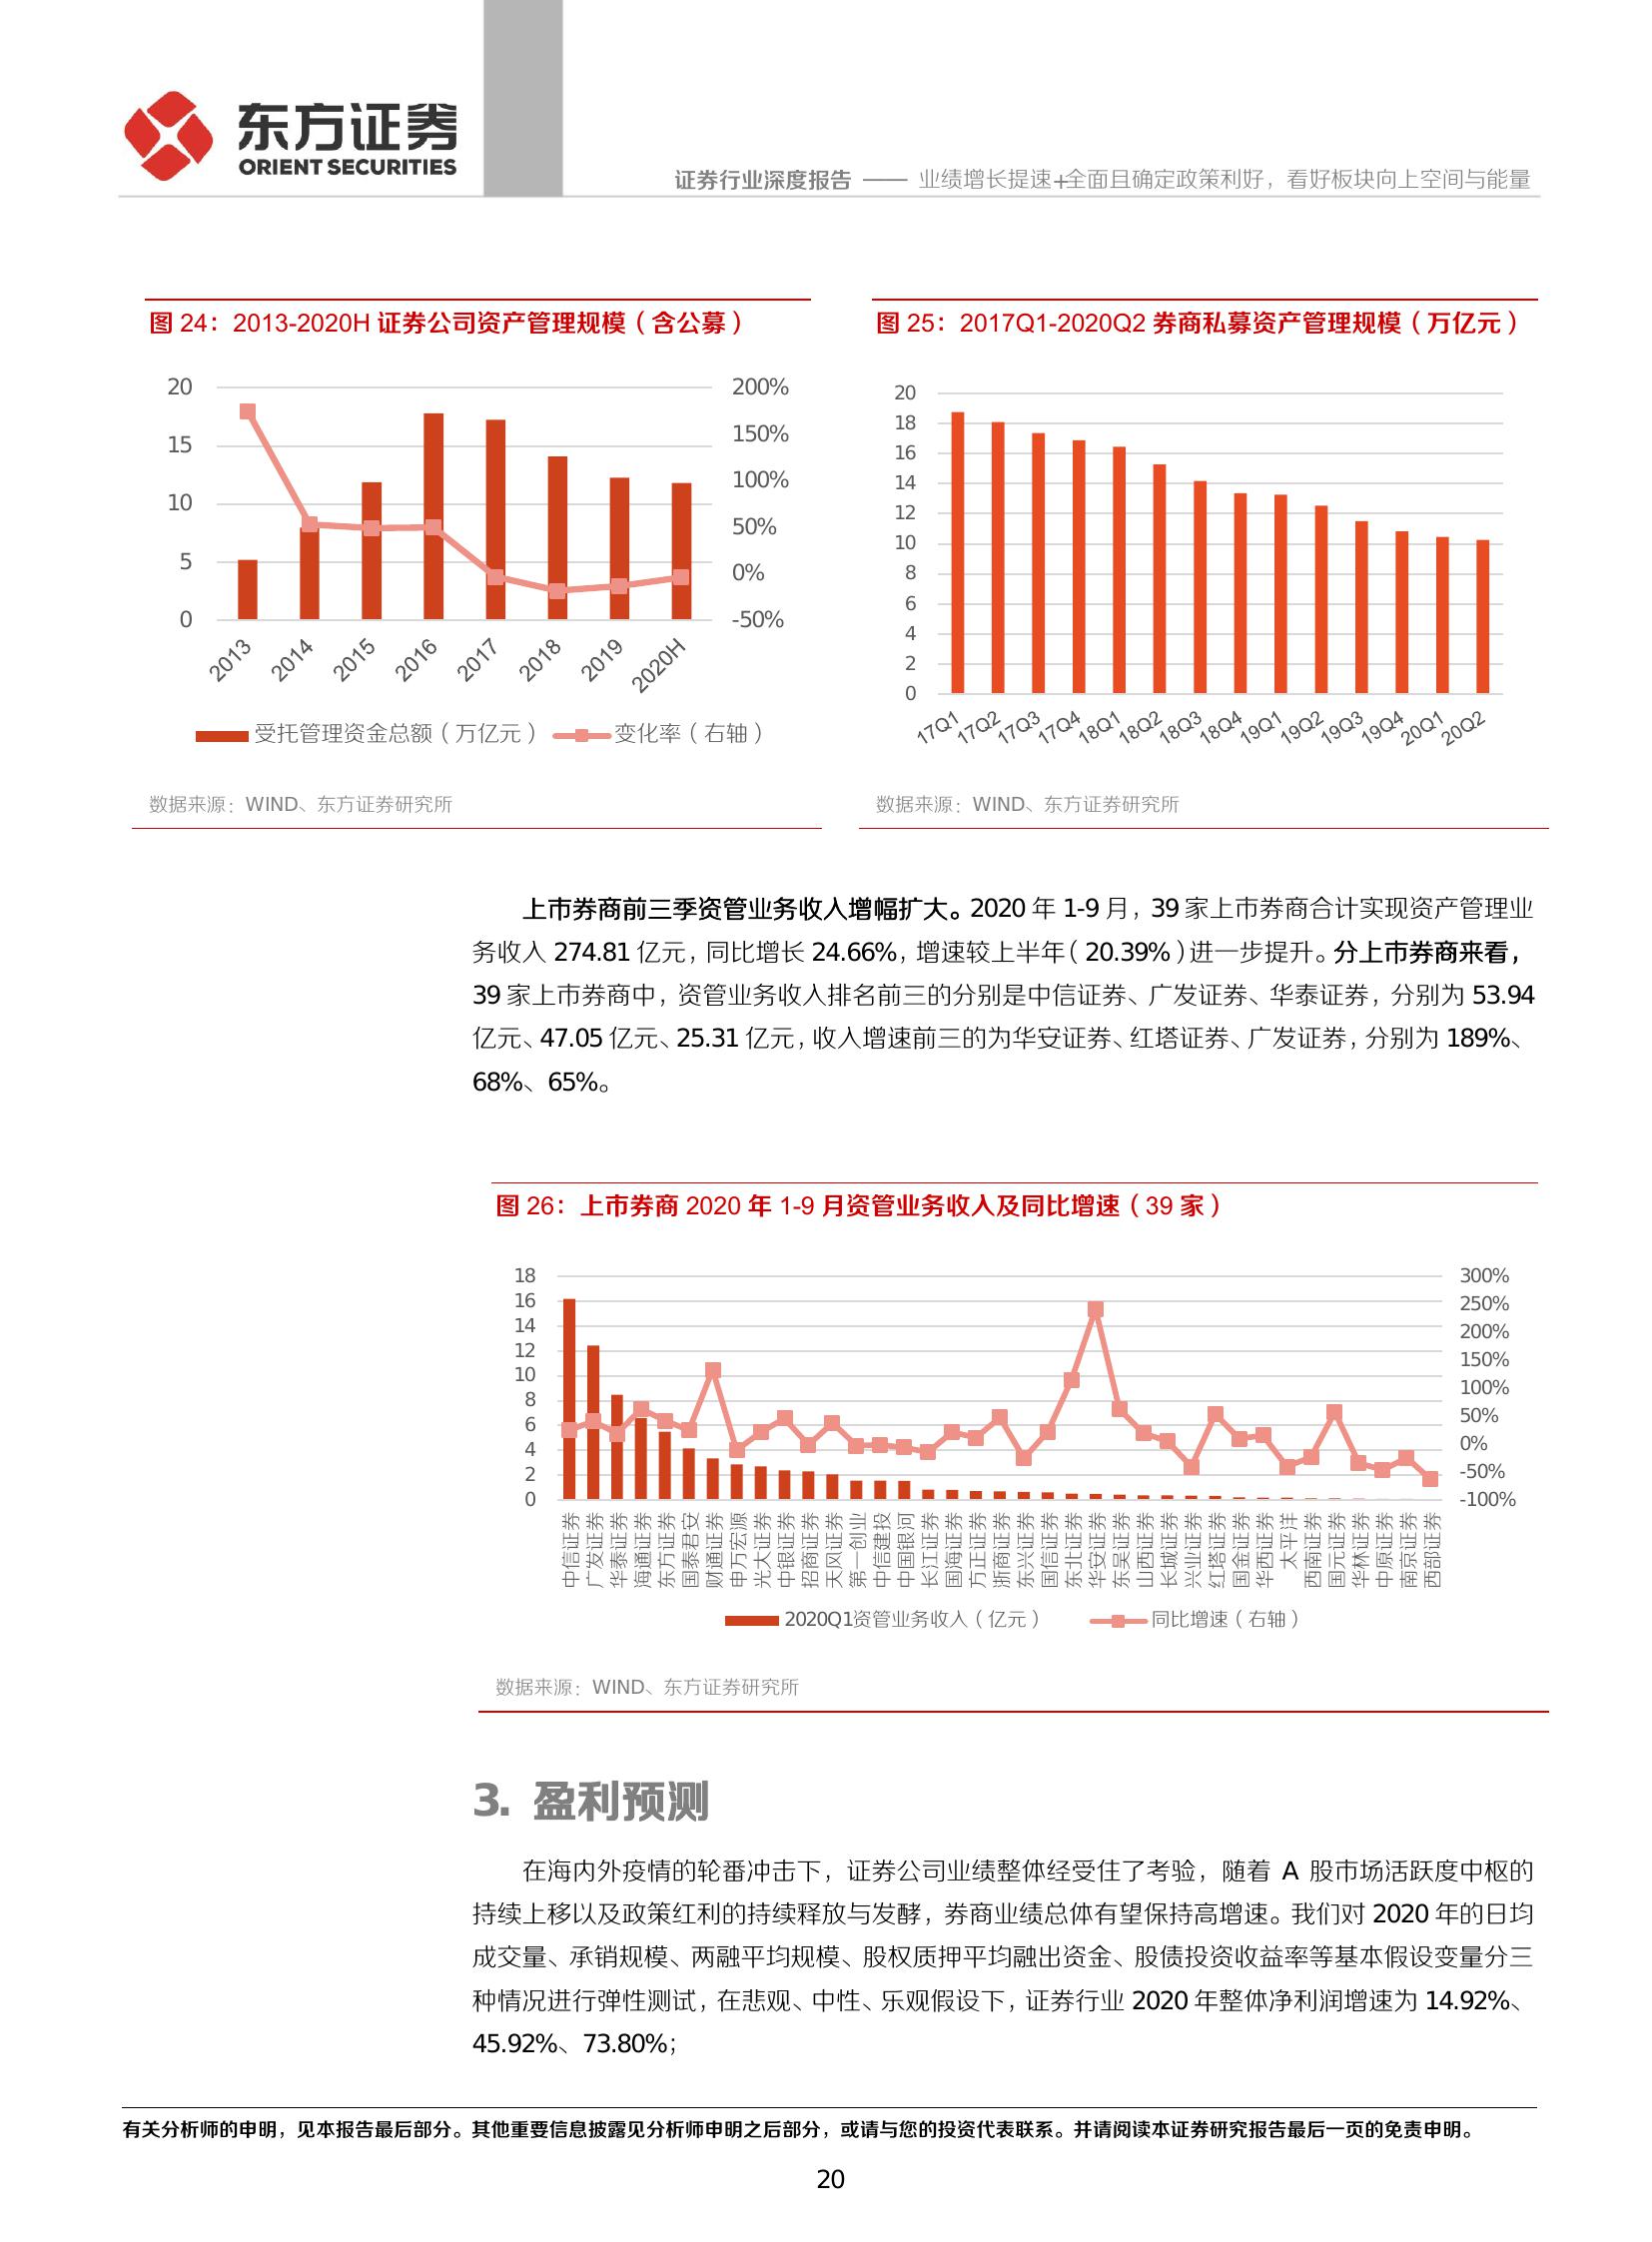 东方证券
ORIENT SECURITIES
证券行业深度报告 —— 业绩增长提速+全面且确定政策利好，看好板块向上空间与能量
图 24：2013-2020H 证券公司资产管理规模（含公募）
20
15
10
5
0
200%
150%
100%
50%
0%
-50%
2013 2014 2015 2016 2017 2018 2019 2020H
受托管理资金总额（万亿元） 变化率（右轴）
数据来源：WIND、东方证券研究所
图 25：2017Q1-2020Q2 券商私募资产管理规模（万亿元）
20
18
16
14
12
10
8
6
4
2
0
17Q1 17Q2 17Q3 17Q4 18Q1 18Q2 18Q3 18Q4 19Q1 19Q2 19Q3 19Q4 20Q1 20Q2
数据来源：WIND、东方证券研究所
上市券商前三季资管业务收入增幅扩大。2020 年 1-9 月，39 家上市券商合计实现资产管理业
务收入 274.81 亿元，同比增长 24.66%，增速较上半年（20.39%）进一步提升。分上市券商来看，
39 家上市券商中，资管业务收入排名前三的分别是中信证券、广发证券、华泰证券，分别为 53.94
亿元、47.05 亿元、25.31 亿元，收入增速前三的为华安证券、红塔证券、广发证券，分别为 189%、
68%、65%。
图 26：上市券商 2020 年 1-9 月资管业务收入及同比增速（39 家）
18
16
14
12
10
8
6
4
2
0
300%
250%
200%
150%
100%
50%
0%
-50%
-100%
中信证券 广发证券 华泰证券 海通证券 东方证券 国泰君安 财通证券 申万宏源 光大证券 中银证券 招商证券 天风证券 第一创业 中信建投 中国银河 长江证券 国海证券 方正证券 浙商证券 东兴证券 国信证券 东北证券 华安证券 东吴证券 山西证券 长城证券 兴业证券 红塔证券 国金证券 华西证券 太平洋 西南证券 国元证券 华林证券 中原证券 南京证券 西部证券
2020Q1资管业务收入（亿元） 同比增速（右轴）
数据来源：WIND、东方证券研究所
3. 盈利预测
在海内外疫情的轮番冲击下，证券公司业绩整体经受住了考验，随着 A 股市场活跃度中枢的
持续上移以及政策红利的持续释放与发酵，券商业绩总体有望保持高增速。我们对 2020 年的日均
成交量、承销规模、两融平均规模、股权质押平均融出资金、股债投资收益率等基本假设变量分三
种情况进行弹性测试，在悲观、中性、乐观假设下，证券行业 2020 年整体净利润增速为 14.92%、
45.92%、73.80%；
有关分析师的申明，见本报告最后部分。其他重要信息披露见分析师申明之后部分，或请与您的投资代表联系。并请阅读本证券研究报告最后一页的免责申明。
20